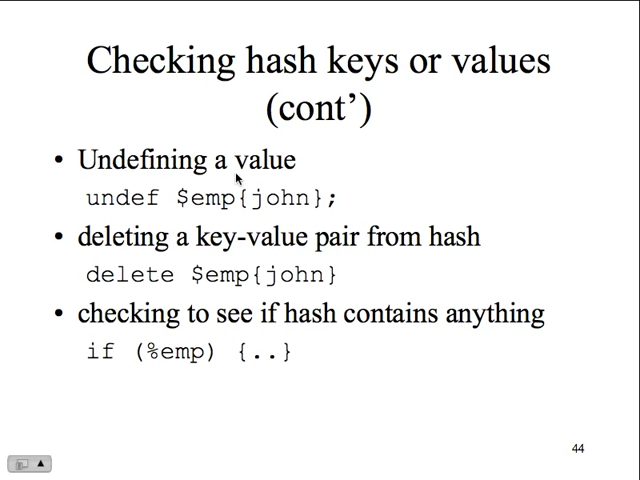 Checking hash keys or values
(cont’)
• Undefining a value
undef $emp{john};
• deleting a key-value pair from hash
delete $emp{john}
• checking to see if hash contains anything
if (%emp) {..}
44